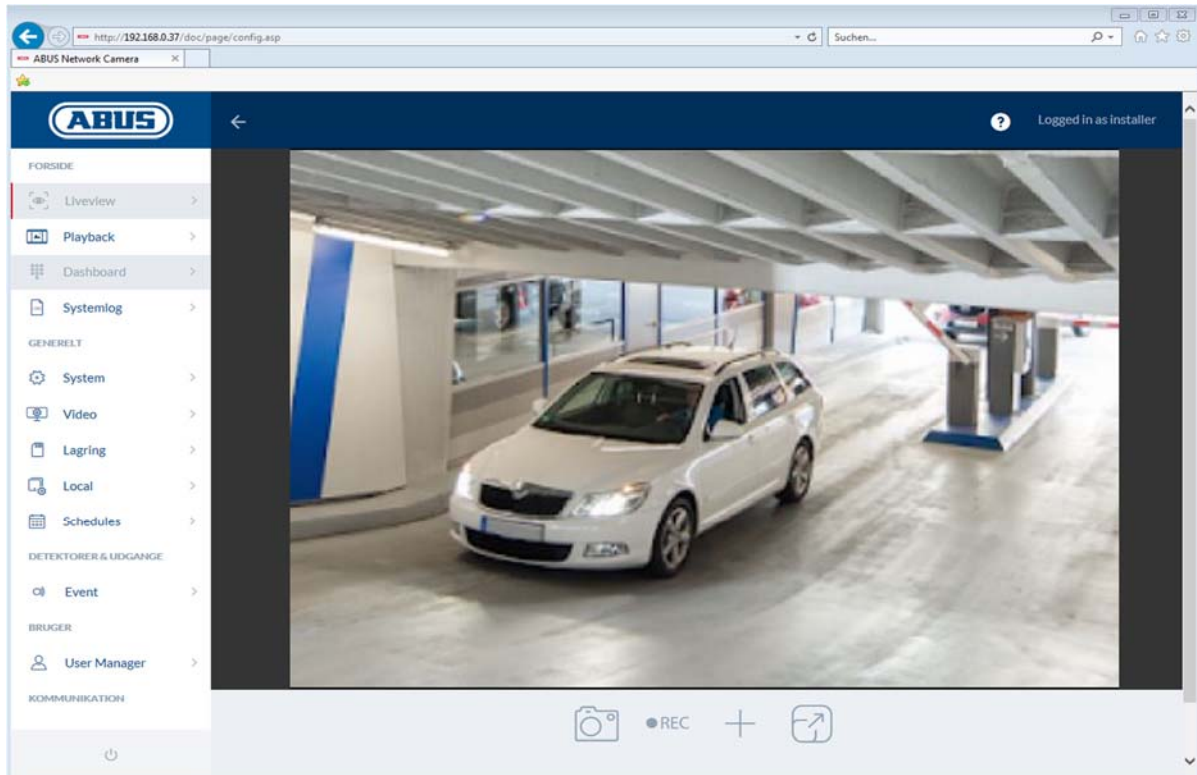 http://192.168.0.37/doc/page/config.asp
Suchen...
ABUS Network Camera
ABUS
Logged in as installer
FORSIDE
Liveview
Playback
Dashboard
Systemlog
GENERELT
System
Video
Lagring
Local
Schedules
DETEKTORER & UDGANGE
Event
BRUGER
User Manager
KOMMUNIKATION
REC